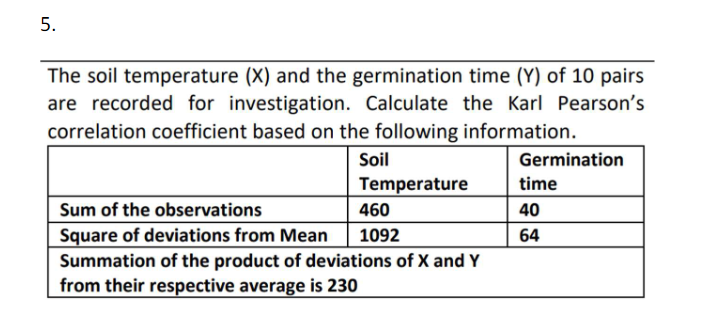 5.
The soil temperature (X) and the germination time (Y) of 10 pairs
are recorded for investigation. Calculate the Karl Pearson's
correlation coefficient based on the following information.
Soil Temperature Germination time
Sum of the observations 460 40
Square of deviations from Mean 1092 64
Summation of the product of deviations of X and Y
from their respective average is 230